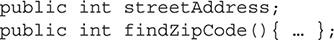 public int streetAddress;
public int findZipCode(){ … };